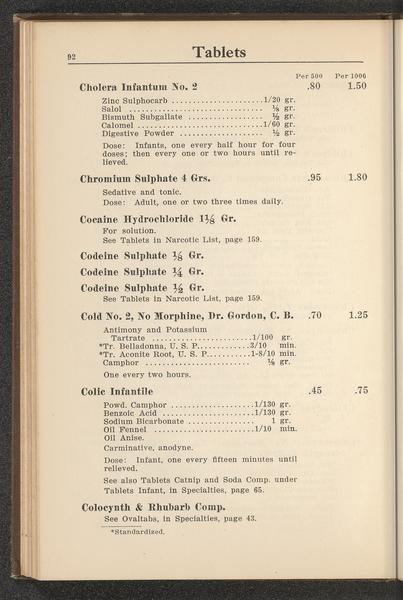 92
Tablets
Per 500 Per 1000
Cholera Infantum No. 2 .80 1.50
Zinc Sulphocarb ......................1/20 gr.
Salol ................................ ⅛ gr.
Bismuth Subgallate .................. ½ gr.
Calomel ..............................1/60 gr.
Digestive Powder .................... ½ gr.
Dose: Infants, one every half hour for four
doses; then every one or two hours until re-
lieved.
Chromium Sulphate 4 Grs. .95 1.80
Sedative and tonic.
Dose: Adult, one or two three times daily.
Cocaine Hydrochloride 1⅛ Gr.
For solution.
See Tablets in Narcotic List, page 159.
Codeine Sulphate ⅛ Gr.
Codeine Sulphate ¼ Gr.
Codeine Sulphate ½ Gr.
See Tablets in Narcotic List, page 159.
Cold No. 2, No Morphine, Dr. Gordon, C. B. .70 1.25
Antimony and Potassium
Tartrate ........................1/100 gr.
*Tr. Belladonna, U. S. P............3/10 min.
*Tr. Aconite Root, U. S. P..........1-8/10 min.
Camphor ......................... ⅛ gr.
One every two hours.
Colic Infantile .45 .75
Powd. Camphor ....................1/130 gr.
Benzoic Acid ......................1/130 gr.
Sodium Bicarbonate ................ 1 gr.
Oil Fennel ........................1/10 min.
Oil Anise.
Carminative, anodyne.
Dose: Infant, one every fifteen minutes until
relieved.
See also Tablets Catnip and Soda Comp. under
Tablets Infant, in Specialties, page 65.
Colocynth & Rhubarb Comp.
See Ovaltabs, in Specialties, page 43.
*Standardized.